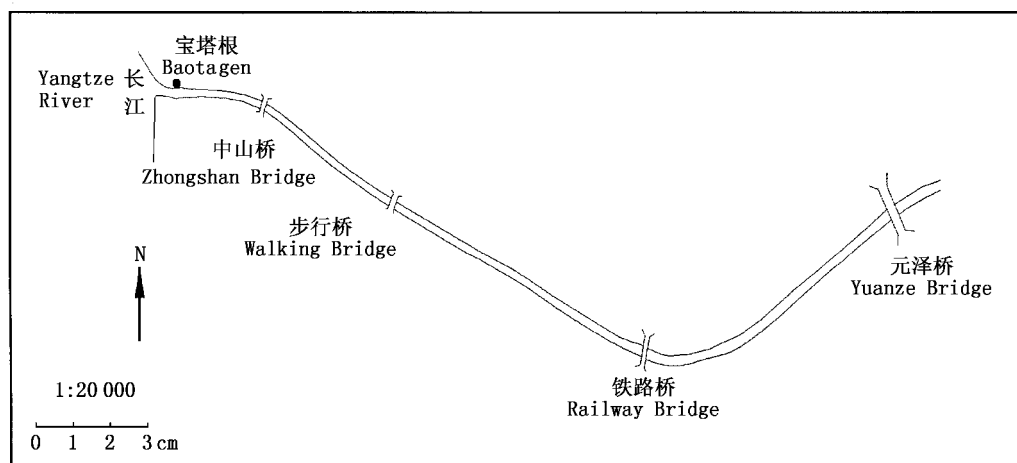 宝塔根
Baotagen
Yangtze 长
River 江
中山桥
Zhongshan Bridge
步行桥
Walking Bridge
N
元泽桥
Yuanze Bridge
铁路桥
Railway Bridge
1:20 000
0 1 2 3 cm